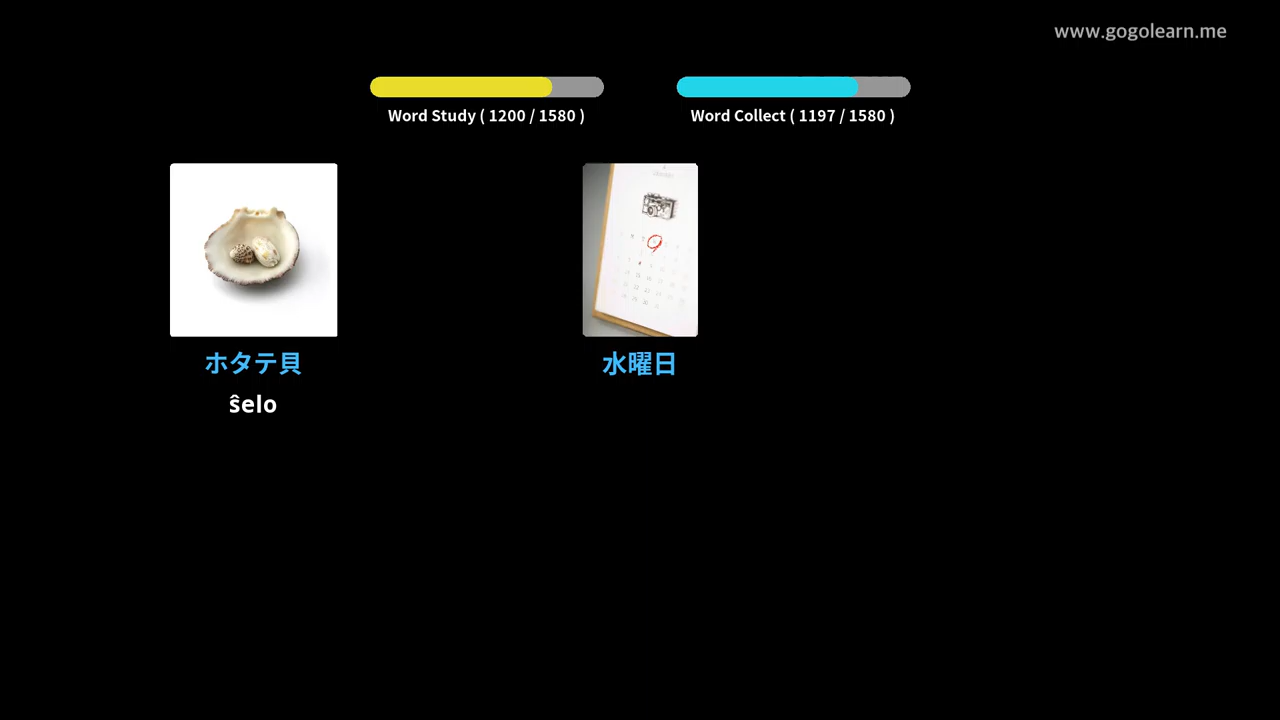 www.gogolearn.me
Word Study ( 1200 / 1580 )
Word Collect ( 1197 / 1580 )
ホタテ貝
水曜日
ŝelo